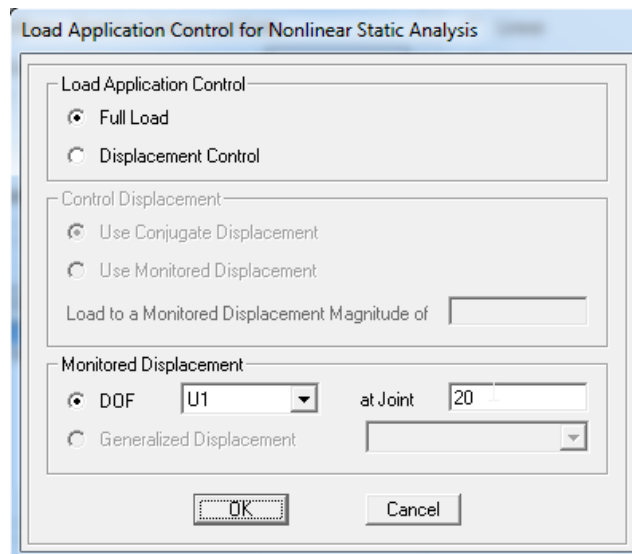 Load Application Control for Nonlinear Static Analysis
Load Application Control
Full Load
Displacement Control
Control Displacement
Use Conjugate Displacement
Use Monitored Displacement
Load to a Monitored Displacement Magnitude of
Monitored Displacement
DOF U1 at Joint 20
Generalized Displacement
OK Cancel